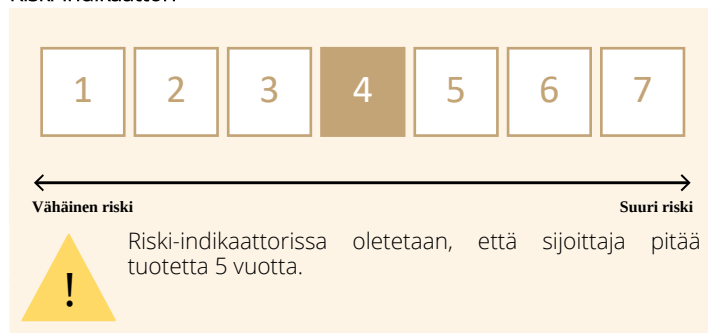 1 2 3 4 5 6 7
Vähäinen riski Suuri riski
Riski-indikaattorissa oletetaan, että sijoittaja pitää
! tuotetta 5 vuotta.